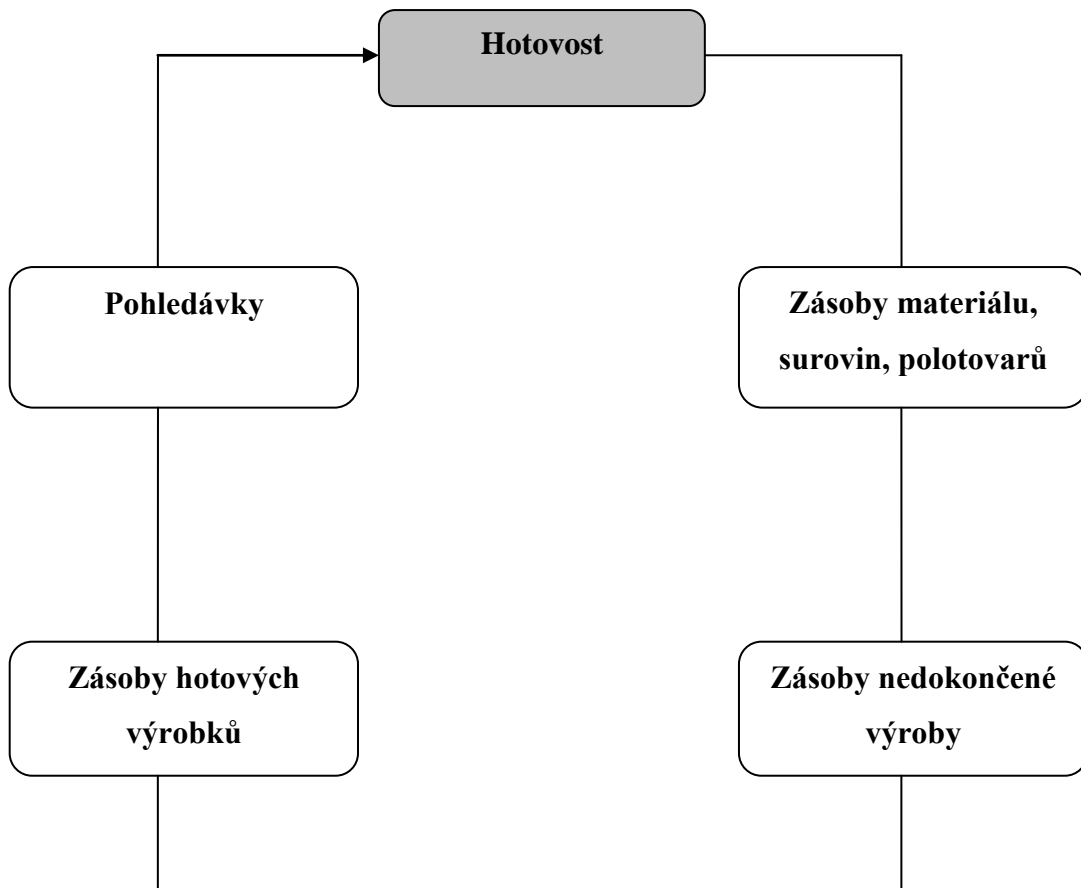 Hotovost
Pohledávky
Zásoby materiálu,
surovin, polotovarů
Zásoby hotových
výrobků
Zásoby nedokončené
výroby